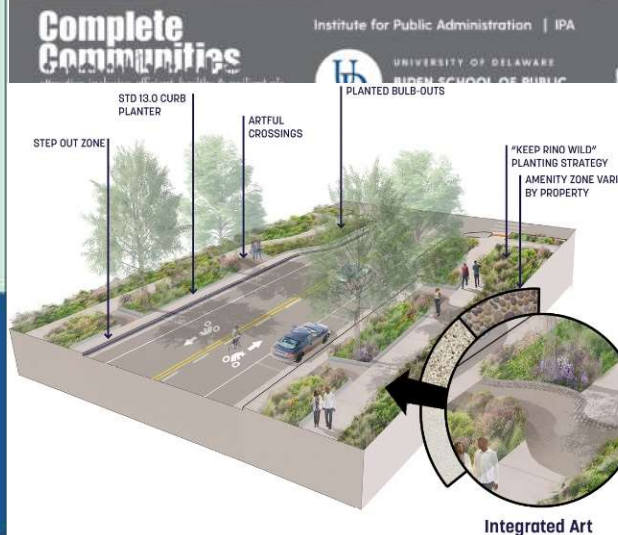 Complete
Communities
Institute for Public Administration | IPA
UNIVERSITY OF DELAWARE
BIDEN SCHOOL OF PUBLIC
STD 13.0 CURB
PLANTER
PLANTED BULB-OUTS
ARTFUL
CROSSINGS
STEP OUT ZONE
"KEEP RINO WILD"
PLANTING STRATEGY
AMENITY ZONE VARI
BY PROPERTY
Integrated Art